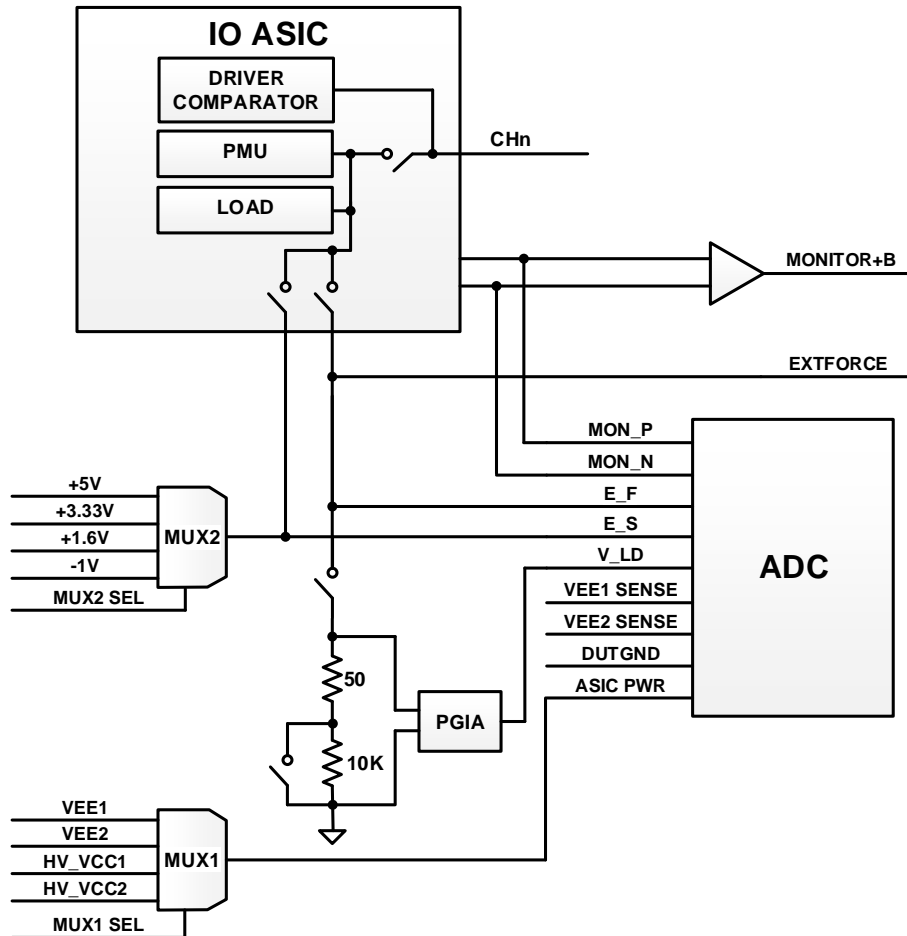 IO ASIC
DRIVER
COMPARATOR
PMU
LOAD
CHn
MONITOR+B
EXTFORCE
MON_P
MON_N
E_F
E_S
V_LD
VEE1 SENSE
VEE2 SENSE
DUTGND
ASIC PWR
ADC
+5V
+3.33V
+1.6V
-1V
MUX2 SEL
MUX2
50
10K
PGIA
VEE1
VEE2
HV_VCC1
HV_VCC2
MUX1 SEL
MUX1